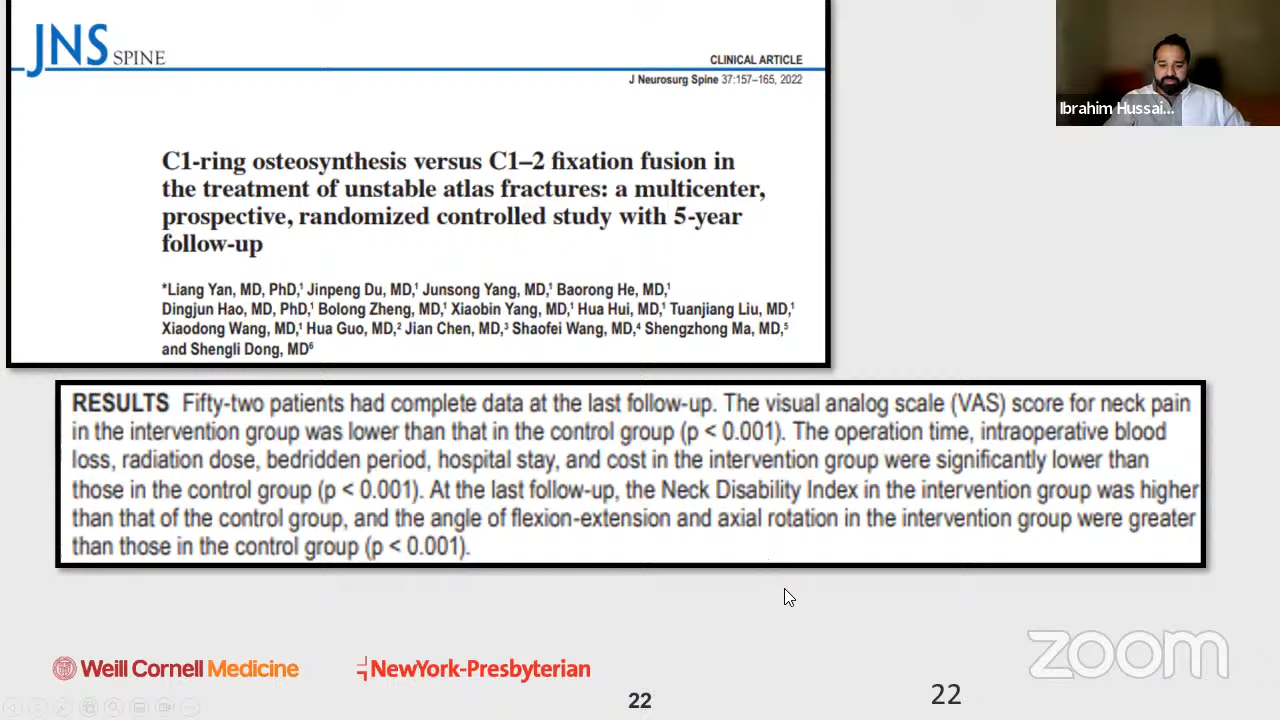 JNS SPINE
CLINICAL ARTICLE
J Neurosurg Spine 37:157–165, 2022
C1-ring osteosynthesis versus C1–2 fixation fusion in
the treatment of unstable atlas fractures: a multicenter,
prospective, randomized controlled study with 5-year
follow-up
*Liang Yan, MD, PhD,¹ Jinpeng Du, MD,¹ Junsong Yang, MD,¹ Baorong He, MD,¹
Dingjun Hao, MD, PhD,¹ Bolong Zheng, MD,¹ Xiaobin Yang, MD,¹ Hua Hui, MD,¹ Tuanjiang Liu, MD,¹
Xiaodong Wang, MD,¹ Hua Guo, MD,² Jian Chen, MD,³ Shaofei Wang, MD,⁴ Shengzhong Ma, MD,⁵
and Shengli Dong, MD⁶
Ibrahim Hussai...
RESULTS Fifty-two patients had complete data at the last follow-up. The visual analog scale (VAS) score for neck pain
in the intervention group was lower than that in the control group (p < 0.001). The operation time, intraoperative blood
loss, radiation dose, bedridden period, hospital stay, and cost in the intervention group were significantly lower than
those in the control group (p < 0.001). At the last follow-up, the Neck Disability Index in the intervention group was higher
than that of the control group, and the angle of flexion-extension and axial rotation in the intervention group were greater
than those in the control group (p < 0.001).
Weill Cornell Medicine
NewYork-Presbyterian
22
22
zoom